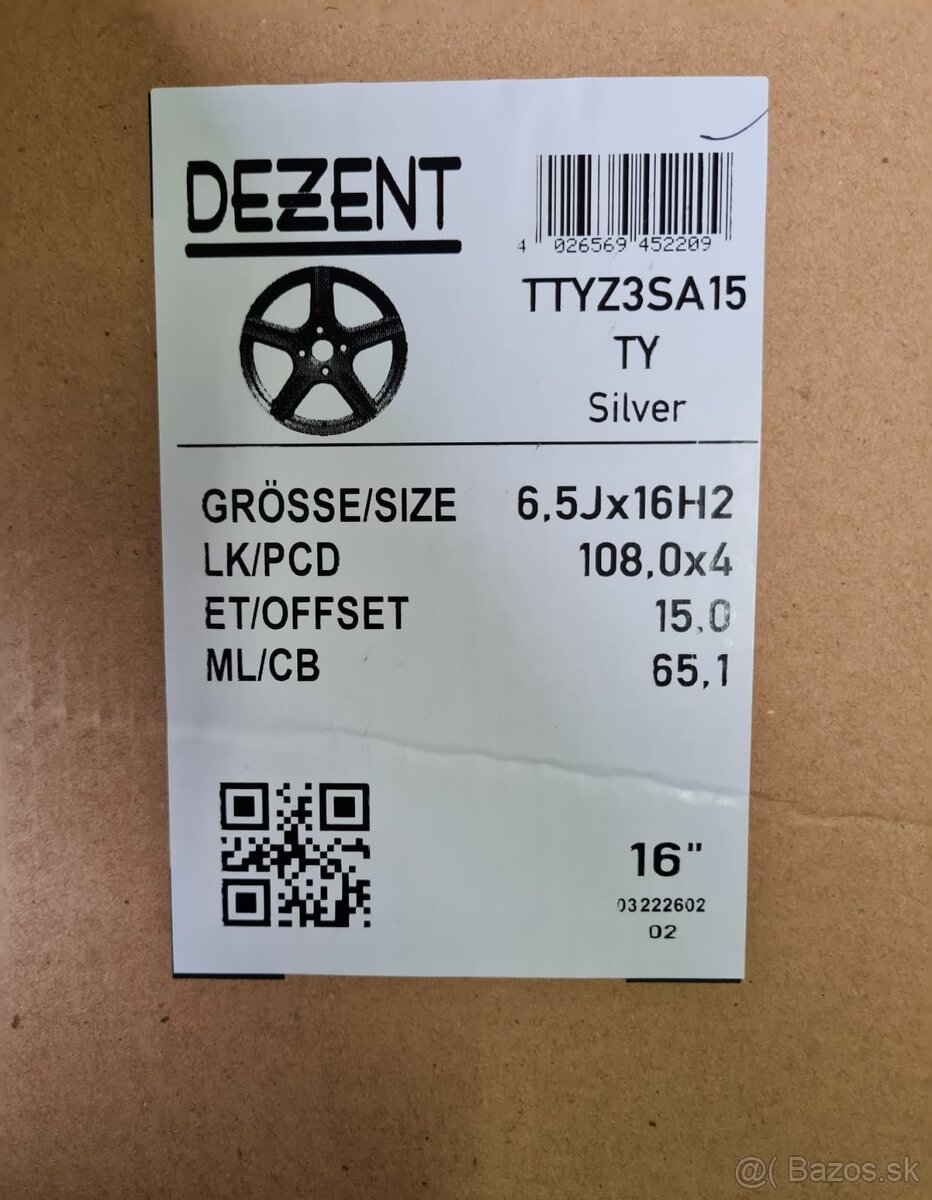 DEZENT
4 026569 452209
TTYZ3SA15
TY
Silver
GRÖSSE/SIZE 6,5Jx16H2
LK/PCD 108,0x4
ET/OFFSET 15,0
ML/CB 65,1
16"
03222602
02
@( Bazos.sk